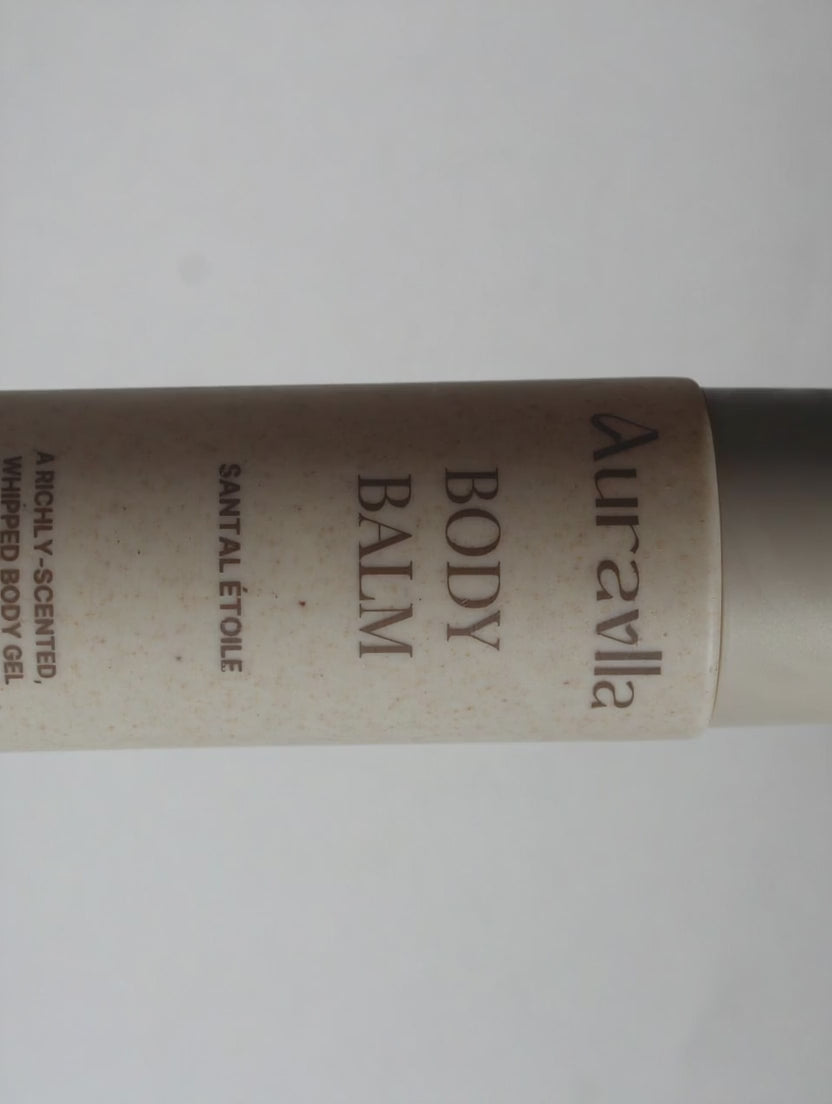 Auravlla
BODY
BALM
SANTAL ÉTOILE
A RICHLY-SCENTED,
WHIPPED BODY GEL